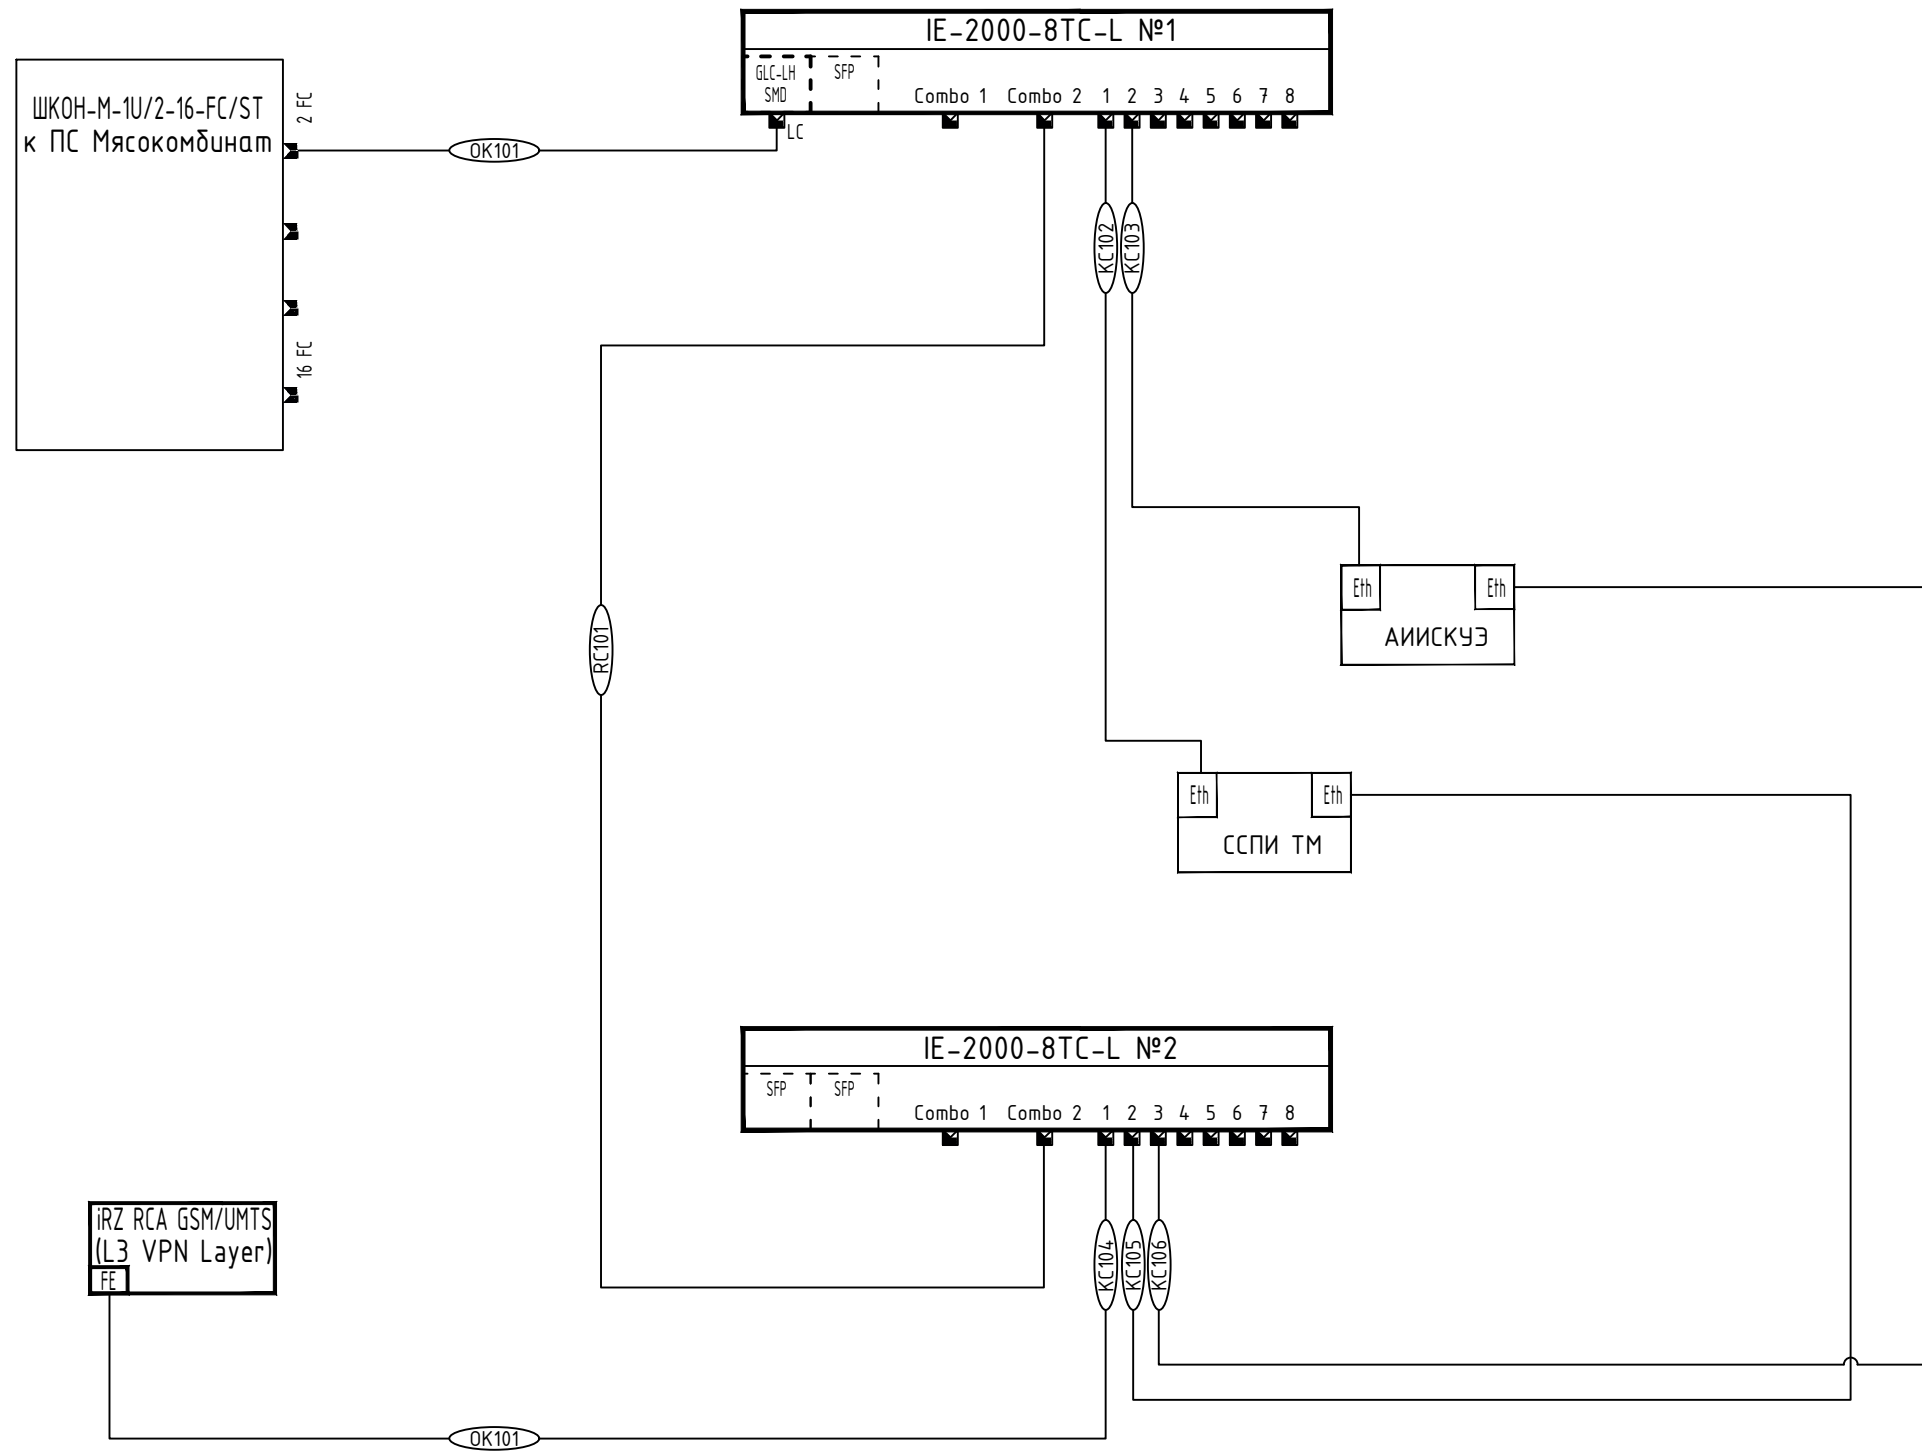 IE-2000-8TC-L №1
GLC-LH
SMD
SFP
Combo 1 Combo 2 1 2 3 4 5 6 7 8
LC
ШКОН-М-1U/2-16-FC/ST
к ПС Мясокомбинат
2 FC
16 FC
OK101
KC102
KC103
RC101
Eth
Eth
АИИСКУЭ
Eth
Eth
ССПИ ТМ
IE-2000-8TC-L №2
SFP
SFP
Combo 1 Combo 2 1 2 3 4 5 6 7 8
iRZ RCA GSM/UMTS
(L3 VPN Layer)
FE
KC104
KC105
KC106
OK101